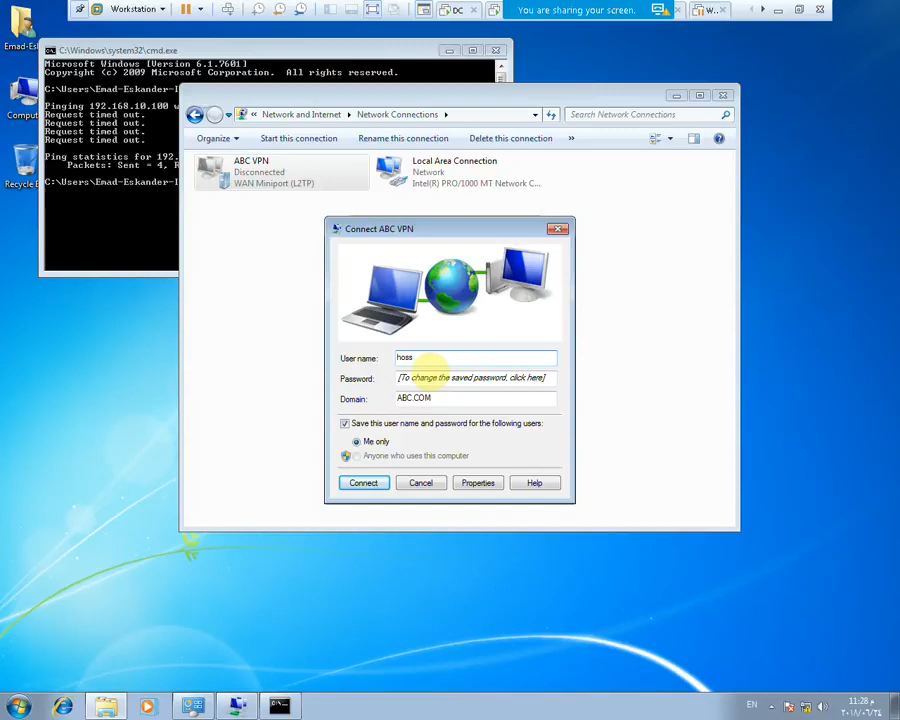 Workstation
DC
You are sharing your screen.
W...
Emad-Es
C:\Windows\system32\cmd.exe
Microsoft Windows [Version 6.1.7601]
Copyright (c) 2009 Microsoft Corporation. All rights reserved.
C:\Users\Emad-Eskander-I
Pinging 192.168.10.100 w
Request timed out.
Request timed out.
Request timed out.
Request timed out.
Ping statistics for 192.
Packets: Sent = 4, R
C:\Users\Emad-Eskander-I
Comput
Recycle B
Network and Internet
Network Connections
Search Network Connections
Organize
Start this connection
Rename this connection
Delete this connection
»
ABC VPN
Disconnected
WAN Miniport (L2TP)
Local Area Connection
Network
Intel(R) PRO/1000 MT Network C...
Connect ABC VPN
User name: hoss
Password: [To change the saved password, click here]
Domain: ABC.COM
Save this user name and password for the following users:
Me only
Anyone who uses this computer
Connect
Cancel
Properties
Help
EN
11:28 م